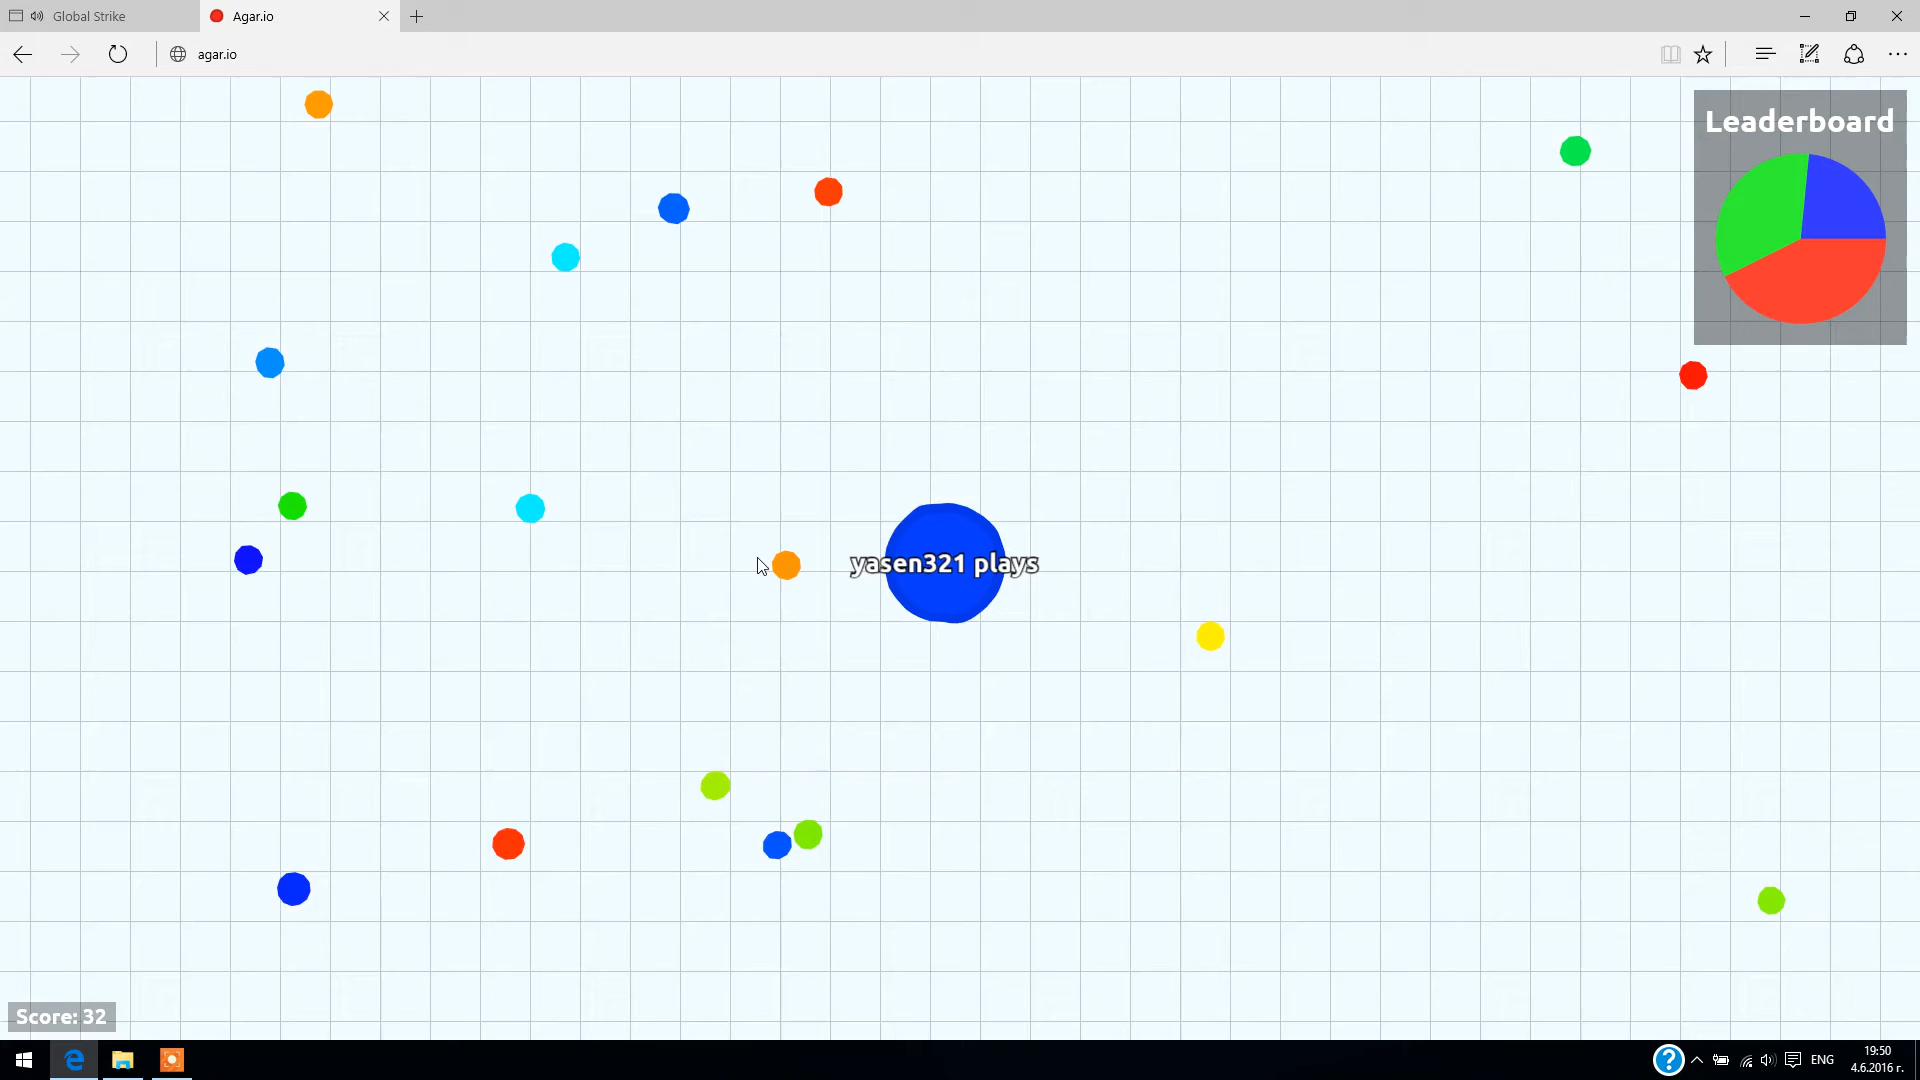 Global Strike
Agar.io
agar.io
Leaderboard
yasen321 plays
Score: 32
ENG
19:50
4.6.2016 г.